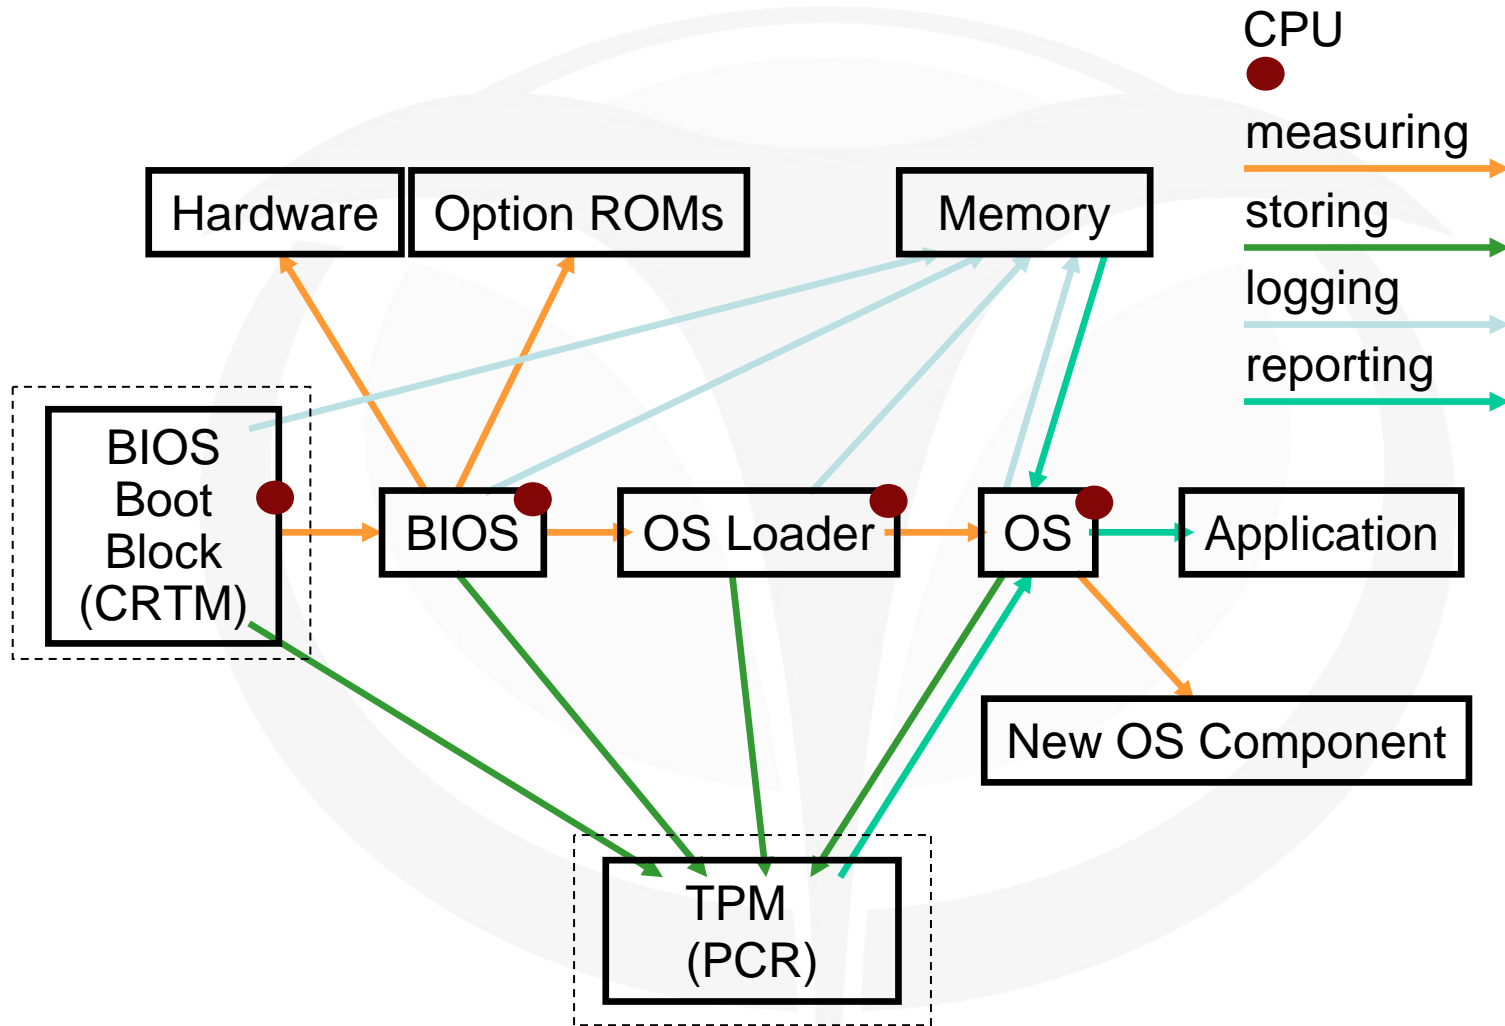 CPU
measuring
storing
logging
reporting
Hardware
Option ROMs
Memory
BIOS
Boot
Block
(CRTM)
BIOS
OS Loader
OS
Application
New OS Component
TPM
(PCR)